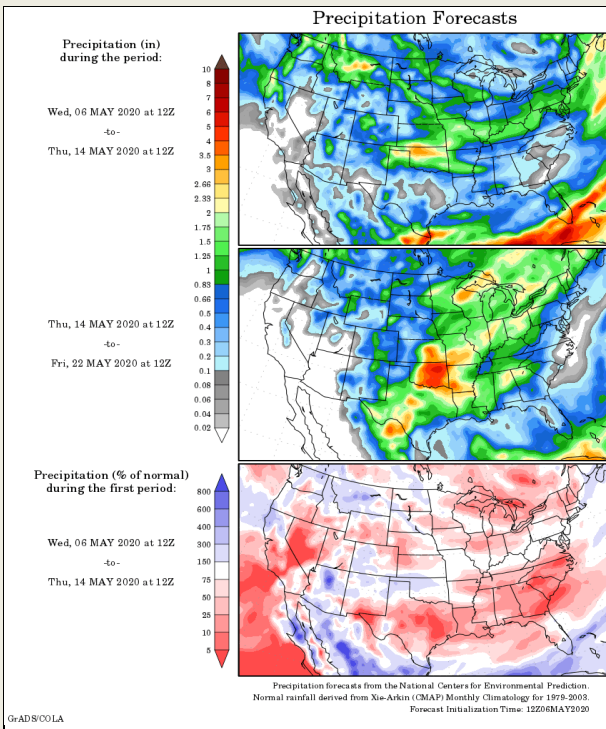 Precipitation Forecasts
Precipitation (in)
during the period:
Wed, 06 MAY 2020 at 12Z
-to-
Thu, 14 MAY 2020 at 12Z
10
8
7
6
5
4
3.5
3
2.66
2.33
2
1.75
1.5
1.25
1
0.83
0.66
0.5
0.4
0.3
0.2
0.1
0.08
0.06
0.04
0.02
Thu, 14 MAY 2020 at 12Z
-to-
Fri, 22 MAY 2020 at 12Z
Precipitation (% of normal)
during the first period:
Wed, 06 MAY 2020 at 12Z
-to-
Thu, 14 MAY 2020 at 12Z
800
600
400
300
150
75
50
25
10
5
Precipitation forecasts from the National Centers for Environmental Prediction.
Normal rainfall derived from Xie-Arkin (CMAP) Monthly Climatology for 1979-2003.
Forecast Initialization Time: 12Z06MAY2020
GrADS/COLA